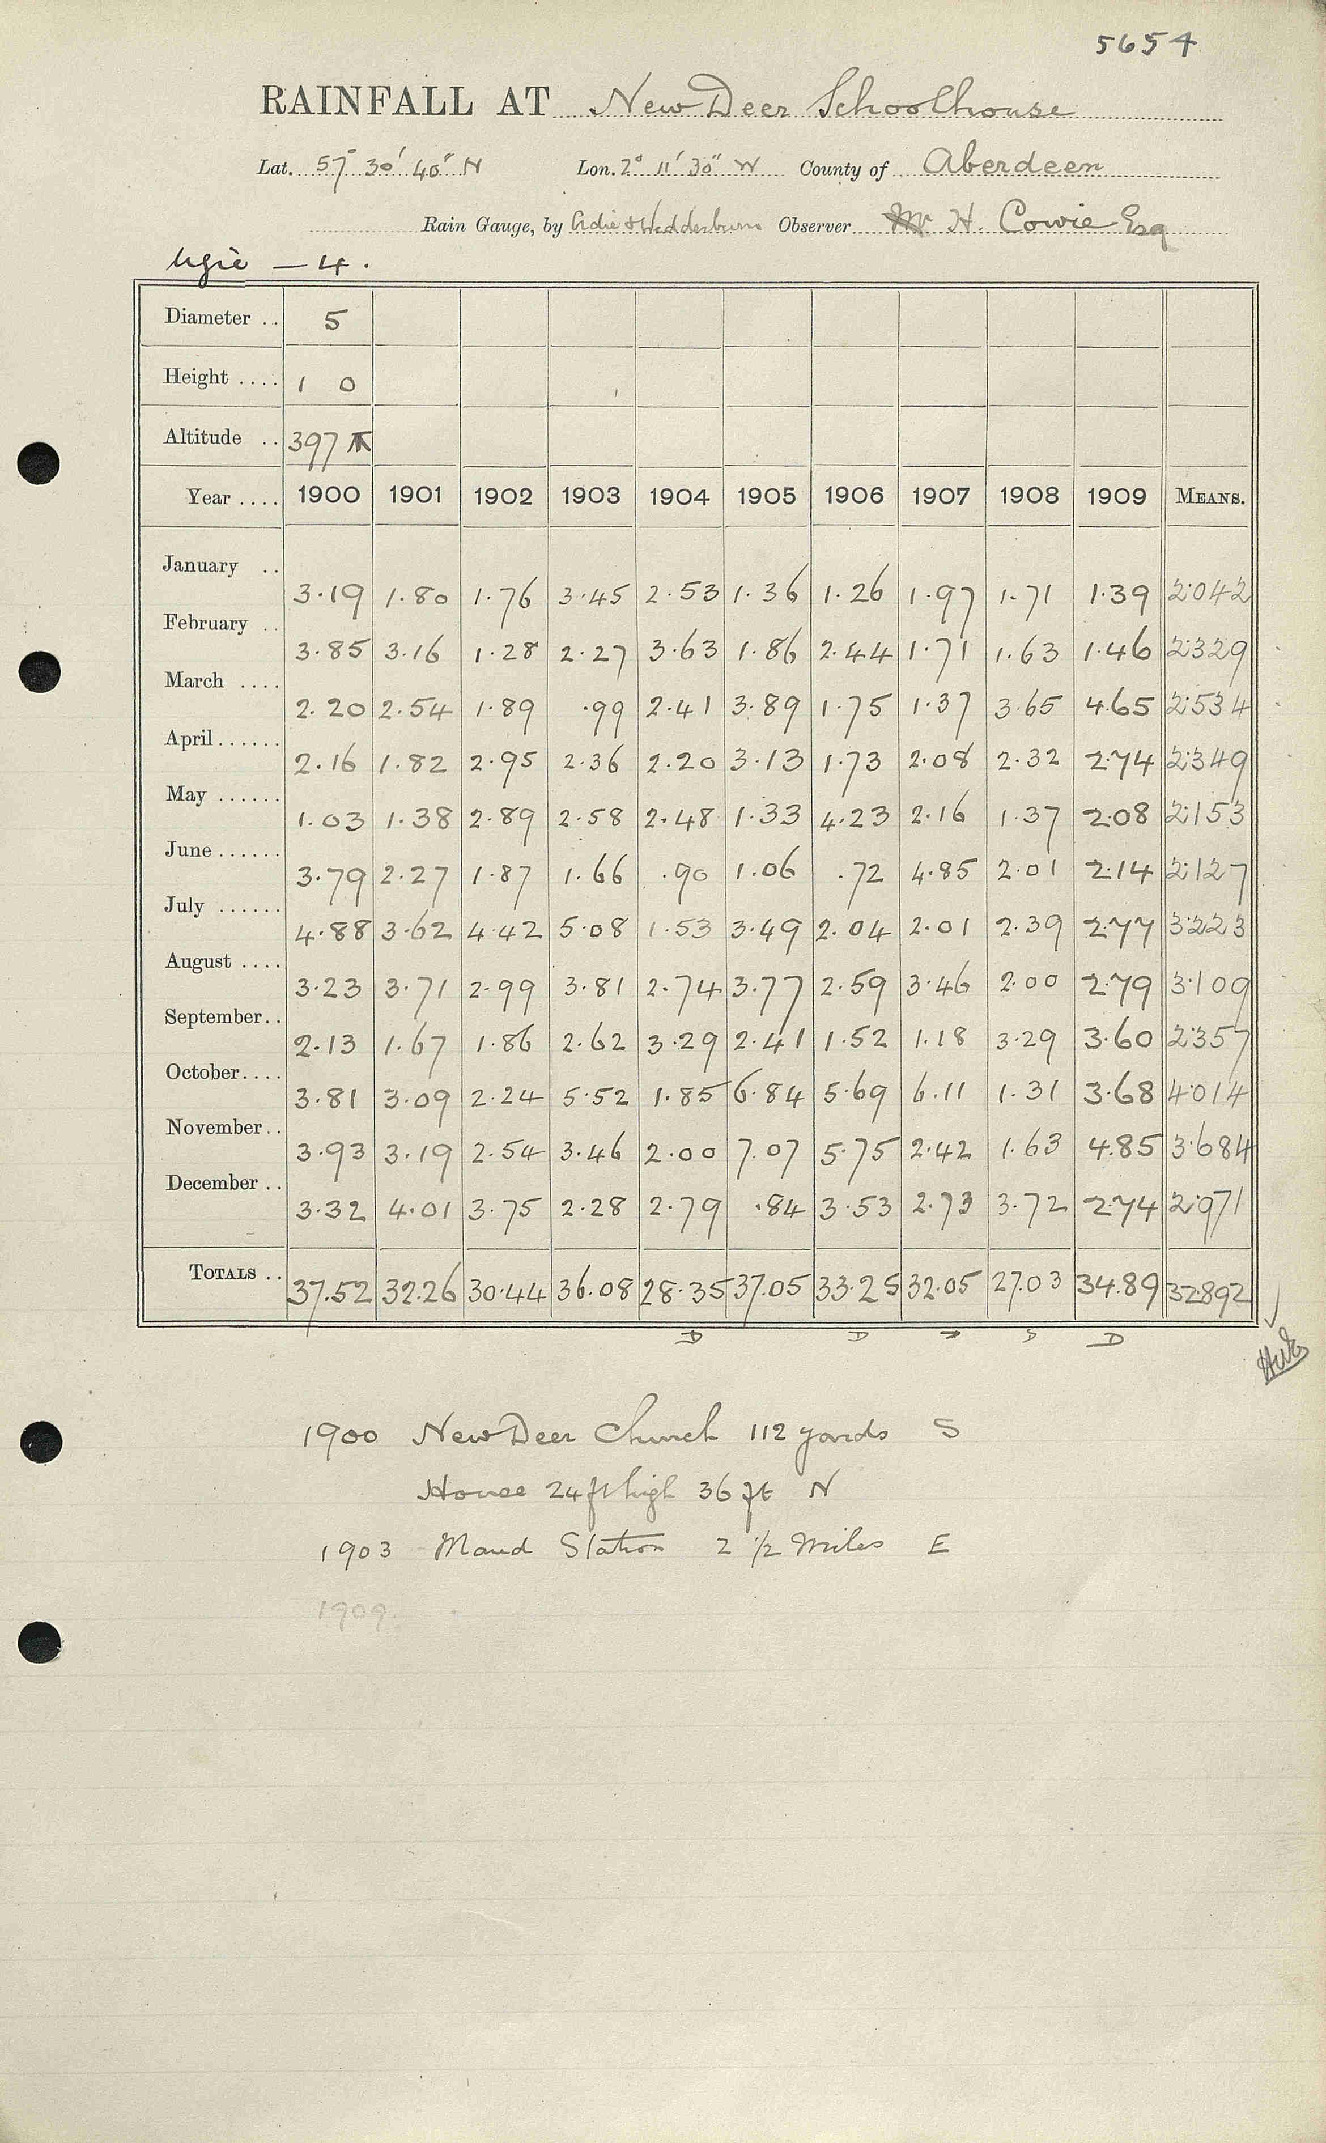 5654
RAINFALL AT New Deer Schoolhouse
Lat. 57° 30' 40" N Lon. 2° 11' 30" W County of Aberdeen
Rain Gauge, by Adie & Wedderburn Observer Mr H. Cowie Esq
Ugie — 4.
Diameter .. 5
Height .... 1 0
Altitude .. 397
Year .... 1900 1901 1902 1903 1904 1905 1906 1907 1908 1909 MEANS.
January .. 3.19 1.80 1.76 3.45 2.53 1.36 1.26 1.97 1.71 1.39 2.042
February .. 3.85 3.16 1.28 2.27 3.63 1.86 2.44 1.71 1.63 1.46 2.329
March .... 2.20 2.54 1.89 .99 2.41 3.89 1.75 1.37 3.65 4.65 2.534
April...... 2.16 1.82 2.95 2.36 2.20 3.13 1.73 2.08 2.32 2.74 2.349
May ...... 1.03 1.38 2.89 2.58 2.48 1.33 4.23 2.16 1.37 2.08 2.153
June...... 3.79 2.27 1.87 1.66 .90 1.06 .72 4.85 2.01 2.14 2.127
July ...... 4.88 3.62 4.42 5.08 1.53 3.49 2.04 2.01 2.39 2.77 3.223
August .... 3.23 3.71 2.99 3.81 2.74 3.77 2.59 3.46 2.00 2.79 3.109
September.. 2.13 1.67 1.86 2.62 3.29 2.41 1.52 1.18 3.29 3.60 2.357
October.... 3.81 3.09 2.24 5.52 1.85 6.84 5.69 6.11 1.31 3.68 4.014
November.. 3.93 3.19 2.54 3.46 2.00 7.07 5.75 2.42 1.63 4.85 3.684
December .. 3.32 4.01 3.75 2.28 2.79 .84 3.53 2.73 3.72 2.74 2.971
TOTALS .. 37.52 32.26 30.44 36.08 28.35 37.05 33.25 32.05 27.03 34.89 32.892
D D D D D
1900 New Deer Church 112 yards S
House 24 ft high 36 ft N
1903 Maud Station 2 1/2 Miles E
1909.